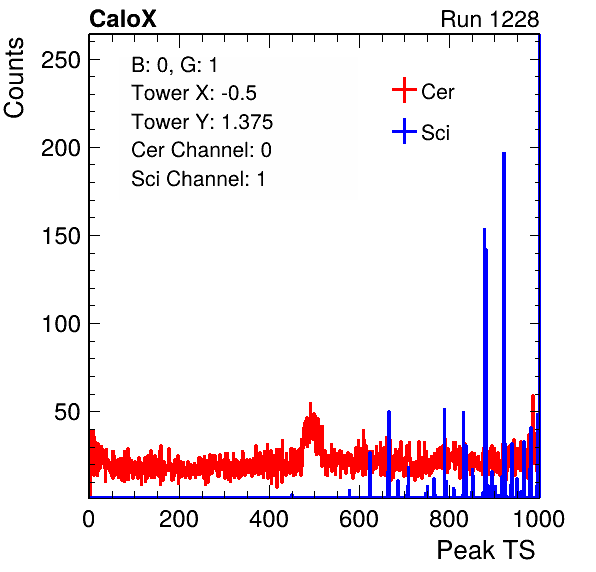 CaloX Run 1228
Counts
250
200
150
100
50
B: 0, G: 1
Tower X: -0.5
Tower Y: 1.375
Cer Channel: 0
Sci Channel: 1
Cer
Sci
0 200 400 600 800 1000
Peak TS